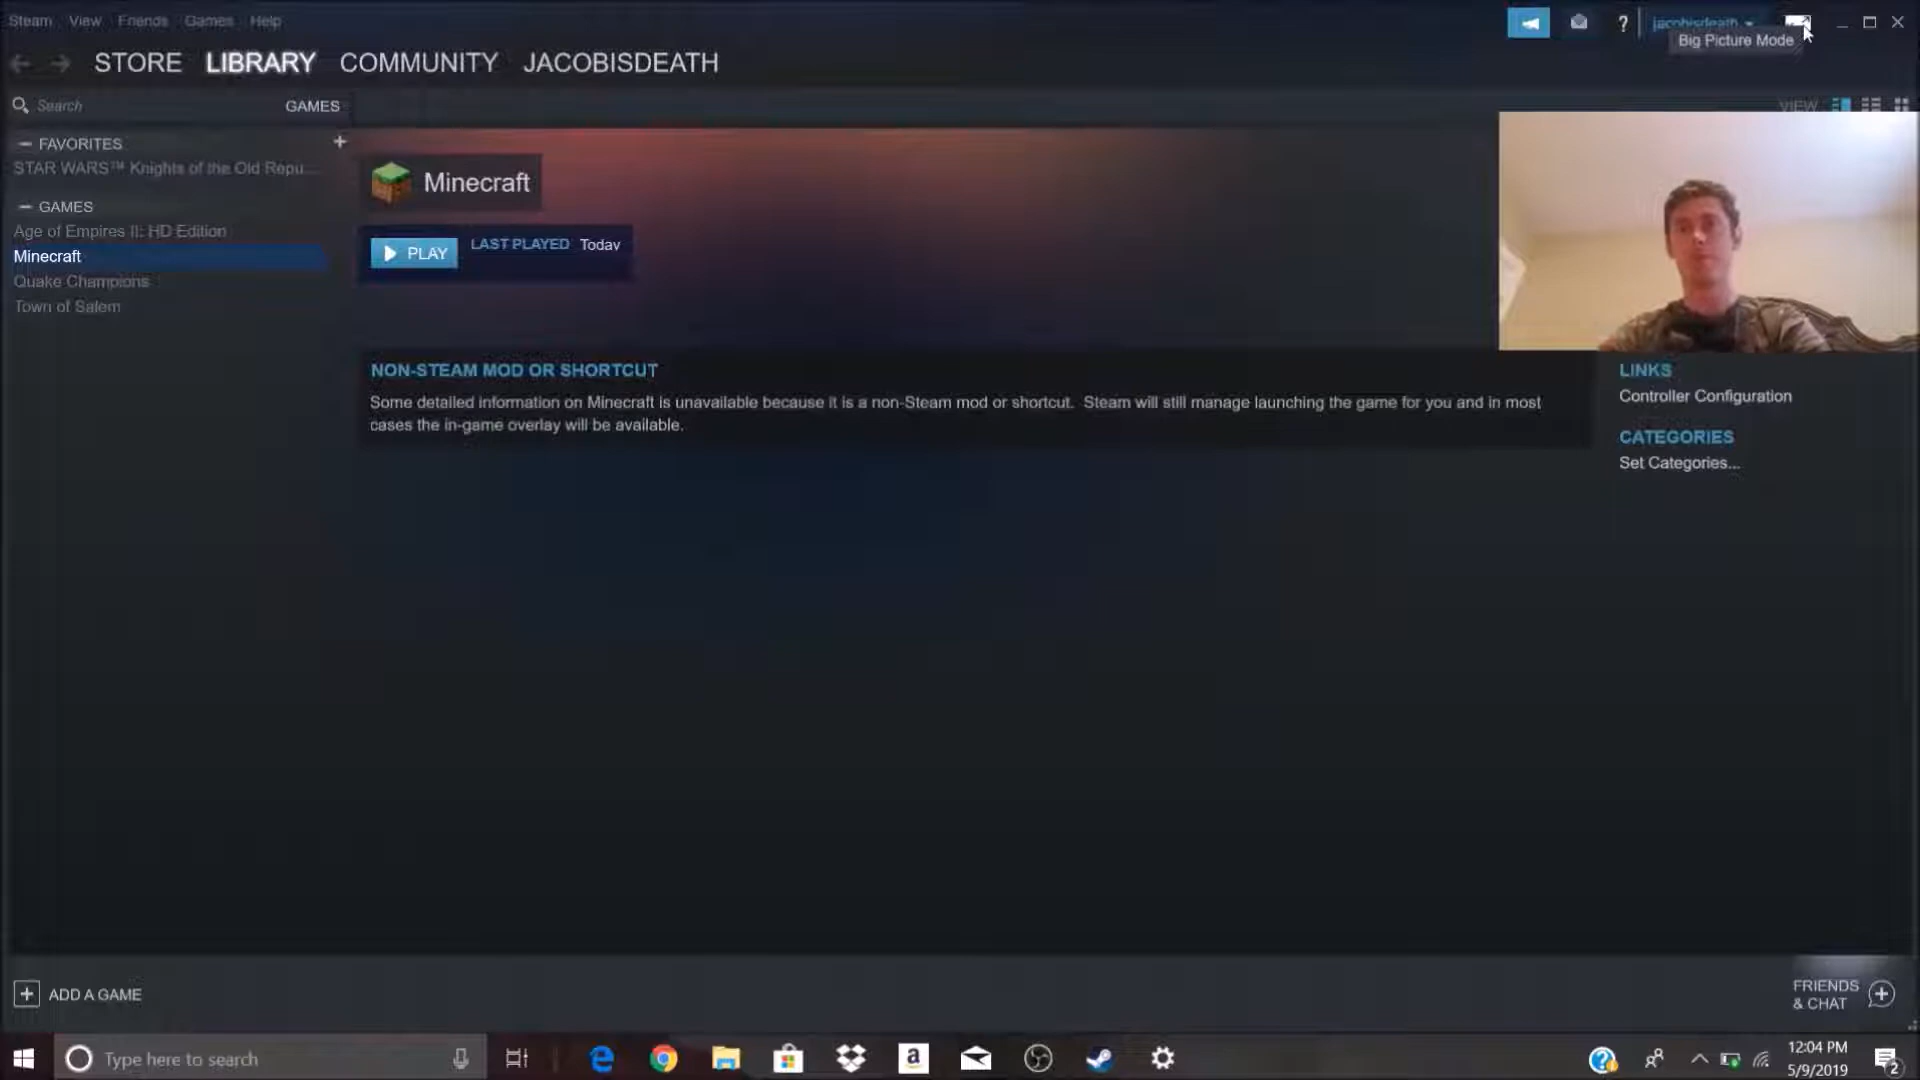 Steam View Friends Games Help
? jacobisdeath
Big Picture Mode
STORE LIBRARY COMMUNITY JACOBISDEATH
Search GAMES
VIEW
— FAVORITES +
STAR WARS™ Knights of the Old Repu...
— GAMES
Age of Empires II: HD Edition
Minecraft
Quake Champions
Town of Salem
Minecraft
PLAY LAST PLAYED Today
NON-STEAM MOD OR SHORTCUT
Some detailed information on Minecraft is unavailable because it is a non-Steam mod or shortcut. Steam will still manage launching the game for you and in most
cases the in-game overlay will be available.
LINKS
Controller Configuration
CATEGORIES
Set Categories...
+ ADD A GAME
FRIENDS
& CHAT
Type here to search
a
12:04 PM
5/9/2019
2